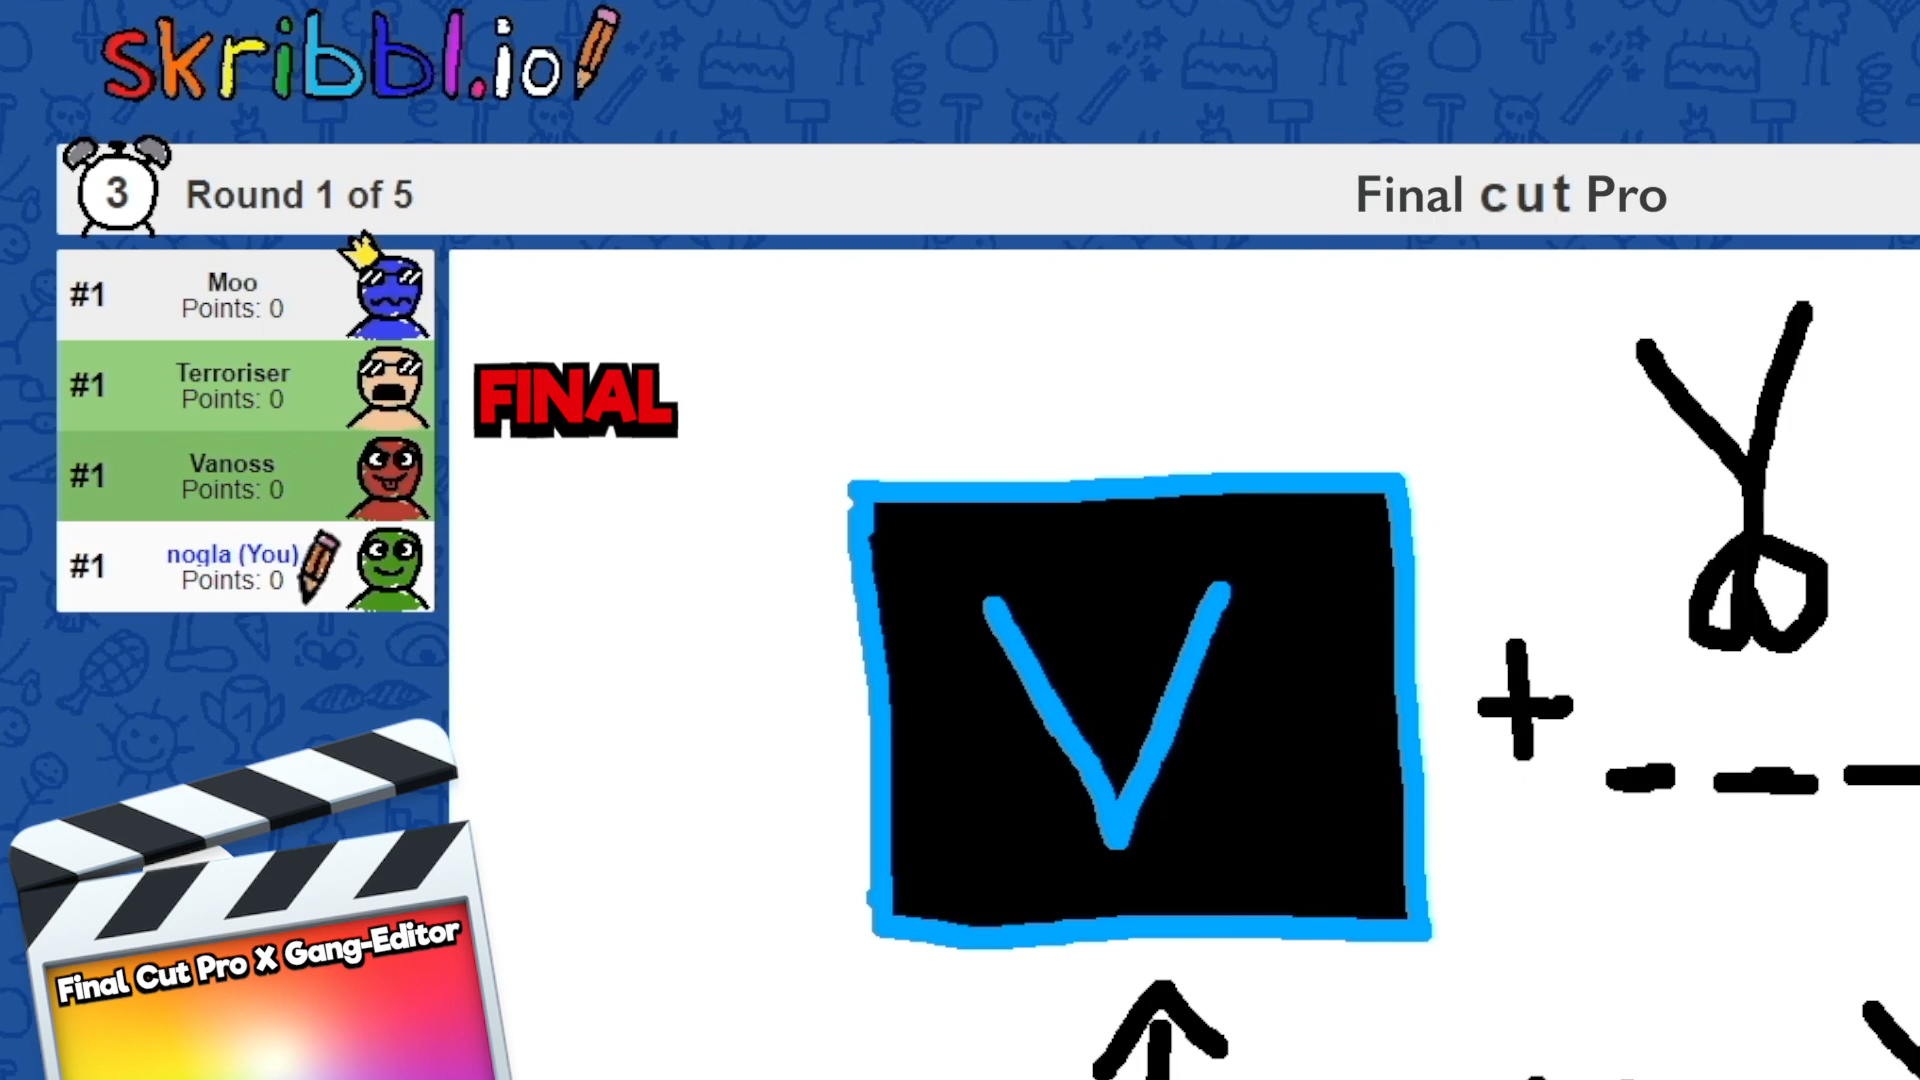 skribbl.io
3
Round 1 of 5
Final cut Pro
#1
Moo
Points: 0
#1
Terroriser
Points: 0
#1
Vanoss
Points: 0
#1
nogla (You)
Points: 0
FINAL
V
+
Final Cut Pro X Gang-Editor